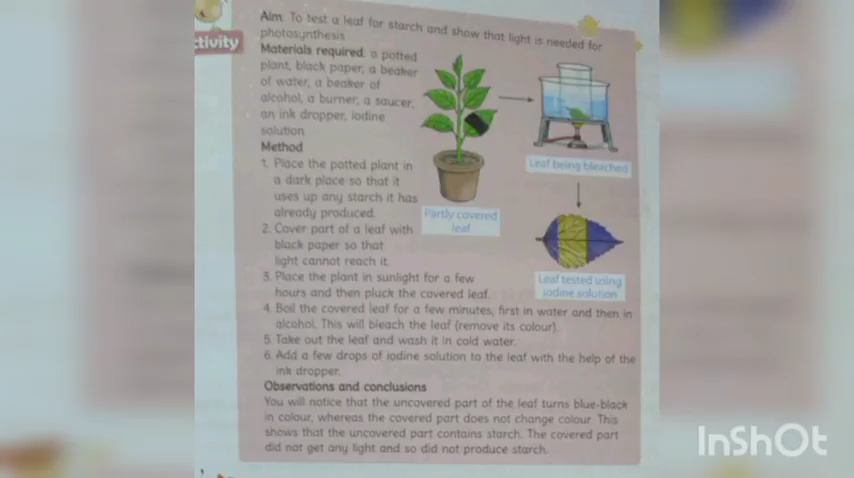 Aim: To test a leaf for starch and show that light is needed for
photosynthesis
tivity
Materials required: a potted
plant, black paper, a beaker
of water, a beaker of
alcohol, a burner, a saucer,
an ink dropper, iodine
solution
Method
1. Place the potted plant in
a dark place so that it
uses up any starch it has
already produced.
2. Cover part of a leaf with
black paper so that
light cannot reach it.
3. Place the plant in sunlight for a few
hours and then pluck the covered leaf.
Leaf being bleached
Partly covered
leaf
Leaf tested using
iodine solution
4. Boil the covered leaf for a few minutes, first in water and then in
alcohol. This will bleach the leaf (remove its colour).
5. Take out the leaf and wash it in cold water.
6. Add a few drops of iodine solution to the leaf with the help of the
ink dropper.
Observations and conclusions
You will notice that the uncovered part of the leaf turns blue-black
in colour, whereas the covered part does not change colour. This
shows that the uncovered part contains starch. The covered part
did not get any light and so did not produce starch.
InShOt